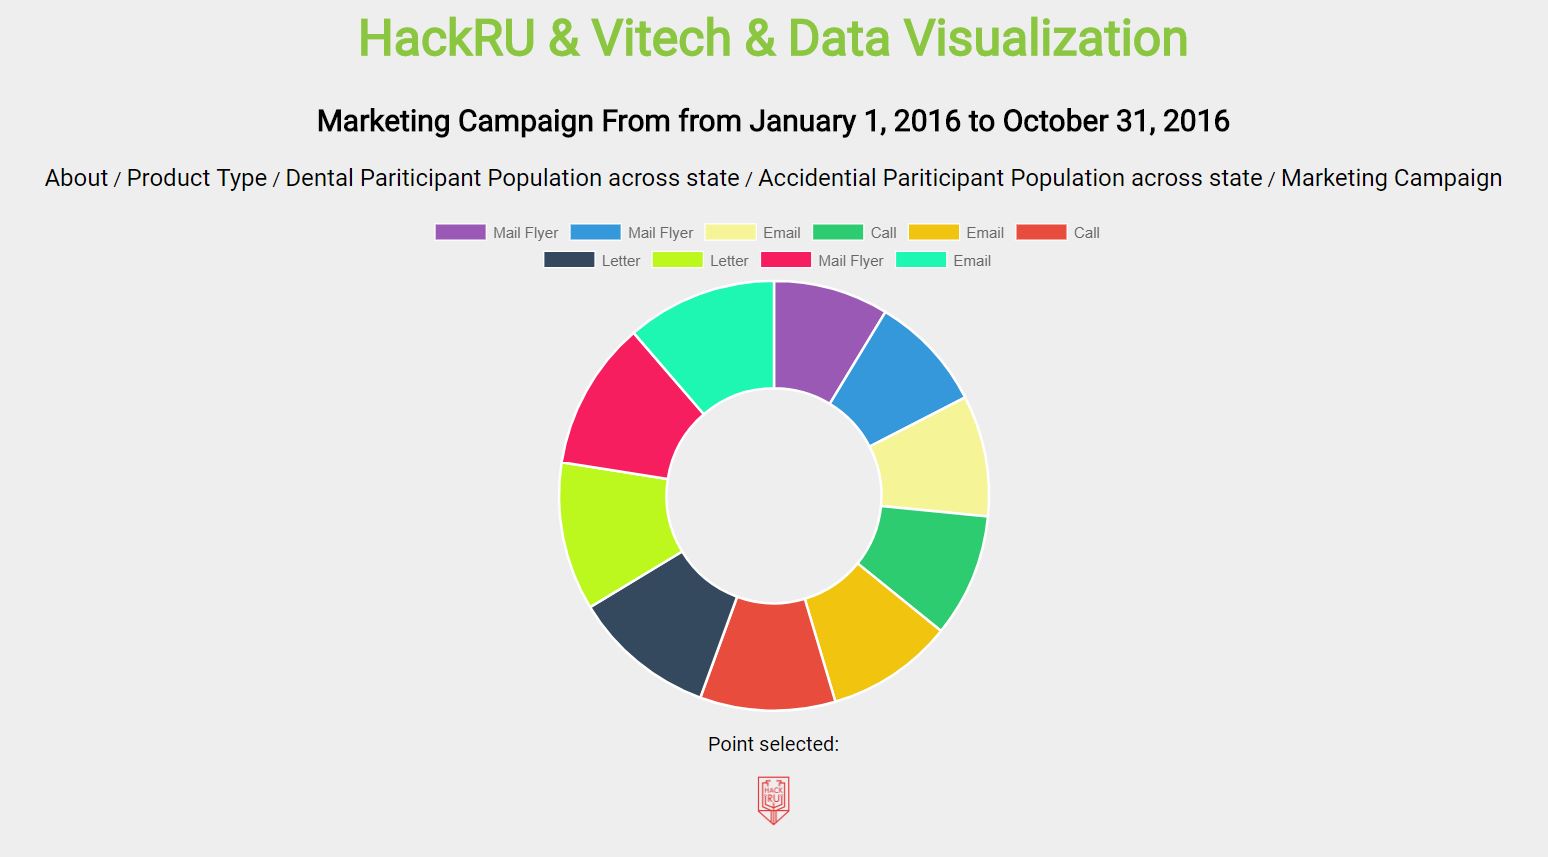 HackRU & Vitech & Data Visualization
Marketing Campaign From from January 1, 2016 to October 31, 2016
About / Product Type / Dental Pariticipant Population across state / Accidential Pariticipant Population across state / Marketing Campaign
Mail Flyer Mail Flyer Email Call Email Call
Letter Letter Mail Flyer Email
Point selected:
HACK
RU